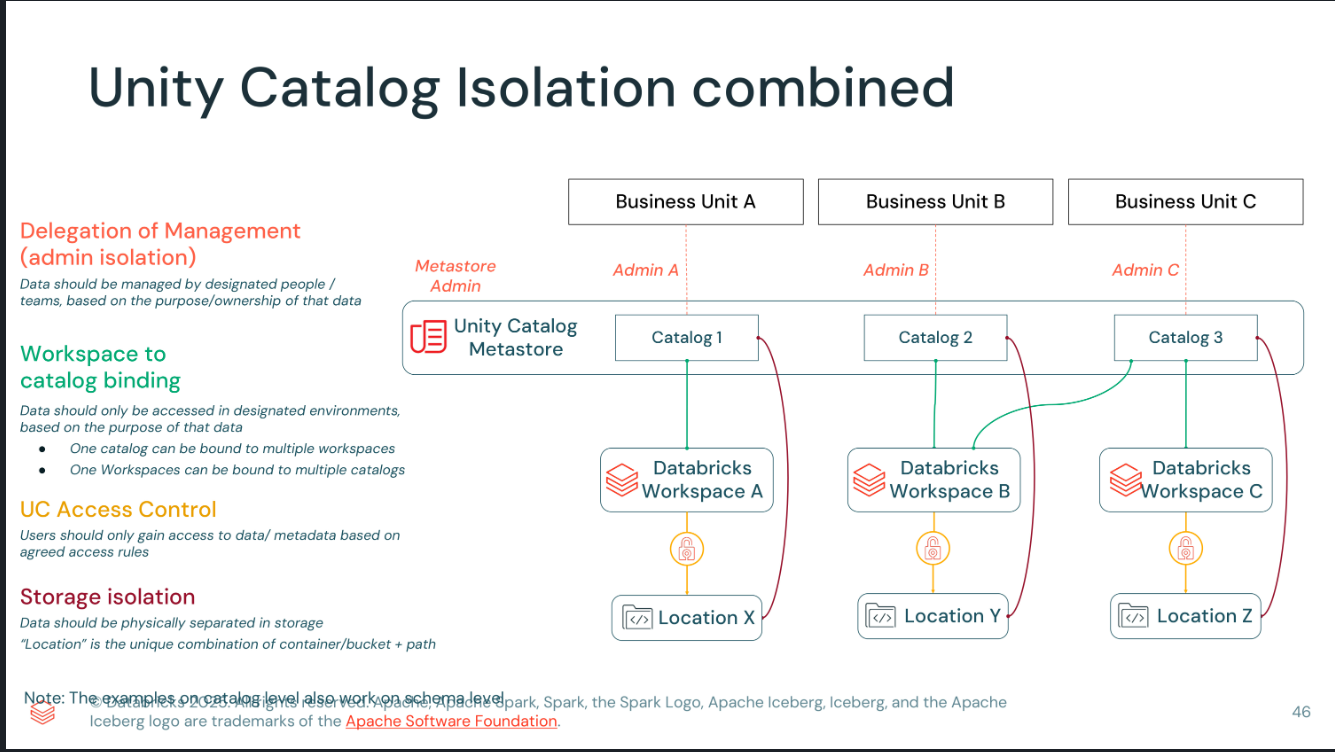 Unity Catalog Isolation combined
Business Unit A
Business Unit B
Business Unit C
Delegation of Management
(admin isolation)
Data should be managed by designated people /
teams, based on the purpose/ownership of that data
Metastore
Admin
Admin A
Admin B
Admin C
Unity Catalog
Metastore
Catalog 1
Catalog 2
Catalog 3
Workspace to
catalog binding
Data should only be accessed in designated environments,
based on the purpose of that data
● One catalog can be bound to multiple workspaces
● One Workspaces can be bound to multiple catalogs
Databricks
Workspace A
Databricks
Workspace B
Databricks
Workspace C
UC Access Control
Users should only gain access to data/ metadata based on
agreed access rules
Storage isolation
Data should be physically separated in storage
“Location” is the unique combination of container/bucket + path
</> Location X
</> Location Y
</> Location Z
Note: The examples on catalog level also work on schema level
© Databricks 2025. All rights reserved. Apache, Apache Spark, Spark, the Spark Logo, Apache Iceberg, Iceberg, and the Apache
Iceberg logo are trademarks of the Apache Software Foundation.
46